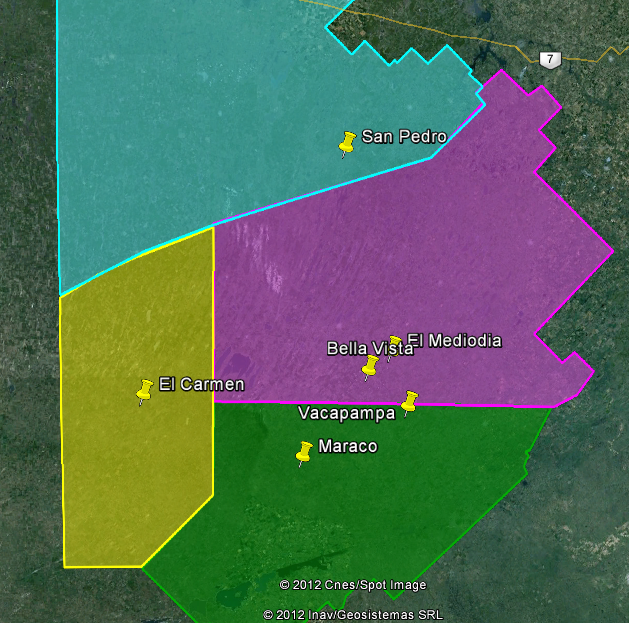 7
San Pedro
El Mediodia
Bella Vista
El Carmen
Vacapampa
Maraco
© 2012 Cnes/Spot Image
© 2012 Inav/Geosistemas SRL